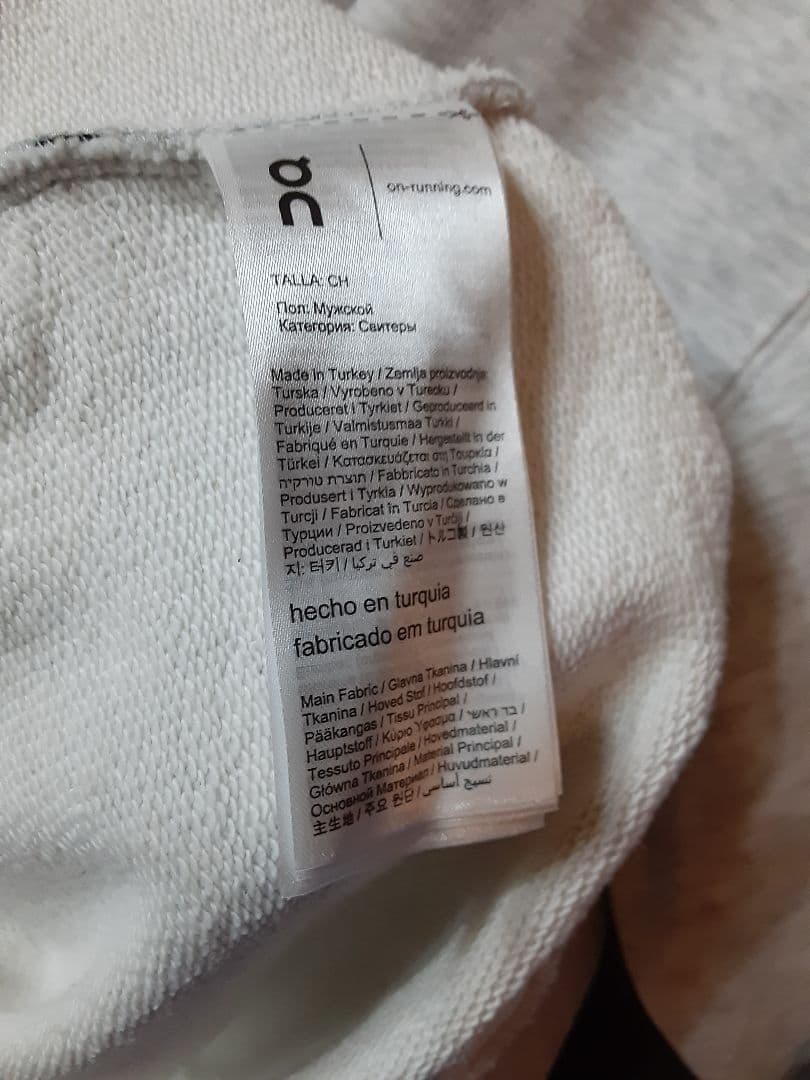 on-running.com
TALLA: CH
Пол: Мужской
Категория: Свитеры
Made in Turkey / Zemlja proizvodnje:
Turska / Vyrobeno v Turecku /
Produceret i Tyrkiet / Geproduceerd in
Turkije / Valmistusmaa Turkki /
Fabriqué en Turquie / Hergestellt in der
Türkei / Κατασκευάζεται στη Τουρκία /
תוצרת טורקיה / Fabbricato in Turchia /
Produsert i Tyrkia / Wyprodukowano w
Turcji / Fabricat în Turcia / Сделано в
Турции / Proizvedeno v Turčiji /
Producerad i Turkiet / トルコ製 / 원산
지: 터키 / صنع في تركيا
hecho en turquia
fabricado em turquia
Main Fabric / Glavna Tkanina / Hlavní
Tkanina / Hoved Stof / Hoofdstof /
Pääkangas / Tissu Principal /
Hauptstoff / Κύριο Υφασμα / בד ראשי /
Tessuto Principale / Hovedmaterial /
Główna Tkanina / Material Principal /
Основной Материал / Huvudmaterial /
主生地 / 주요 원단 / نسيج أساسي